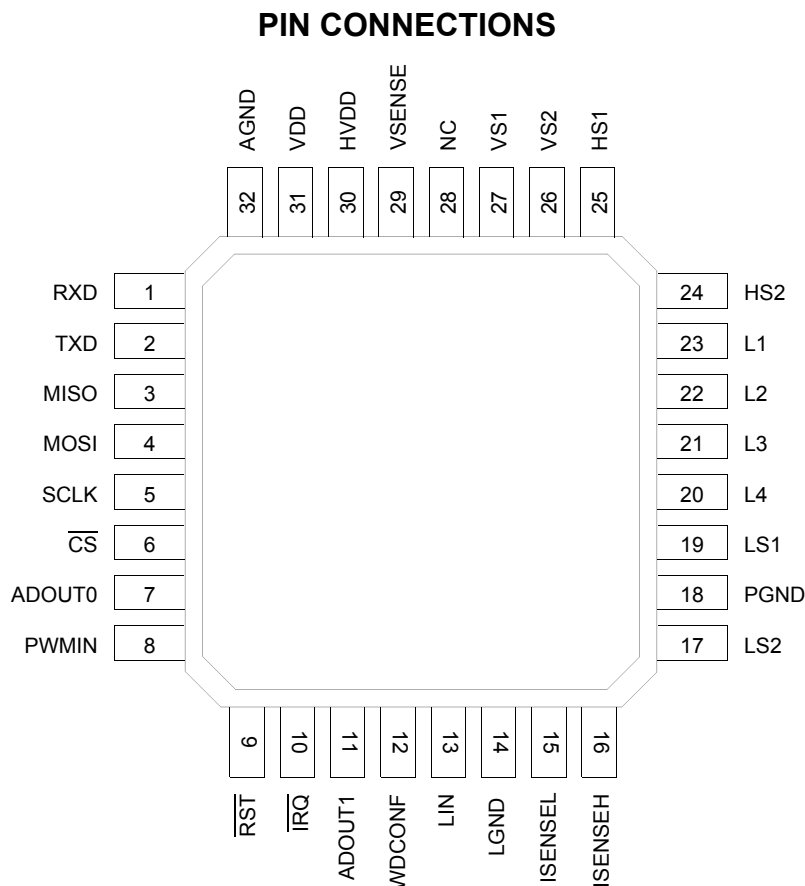 PIN CONNECTIONS
AGND
VDD
HVDD
VSENSE
NC
VS1
VS2
HS1
32
31
30
29
28
27
26
25
RXD 1
TXD 2
MISO 3
MOSI 4
SCLK 5
C̅S̅ 6
ADOUT0 7
PWMIN 8
24 HS2
23 L1
22 L2
21 L3
20 L4
19 LS1
18 PGND
17 LS2
9
10
11
12
13
14
15
16
R̅S̅T̅
I̅R̅Q̅
ADOUT1
WDCONF
LIN
LGND
ISENSEL
ISENSEH